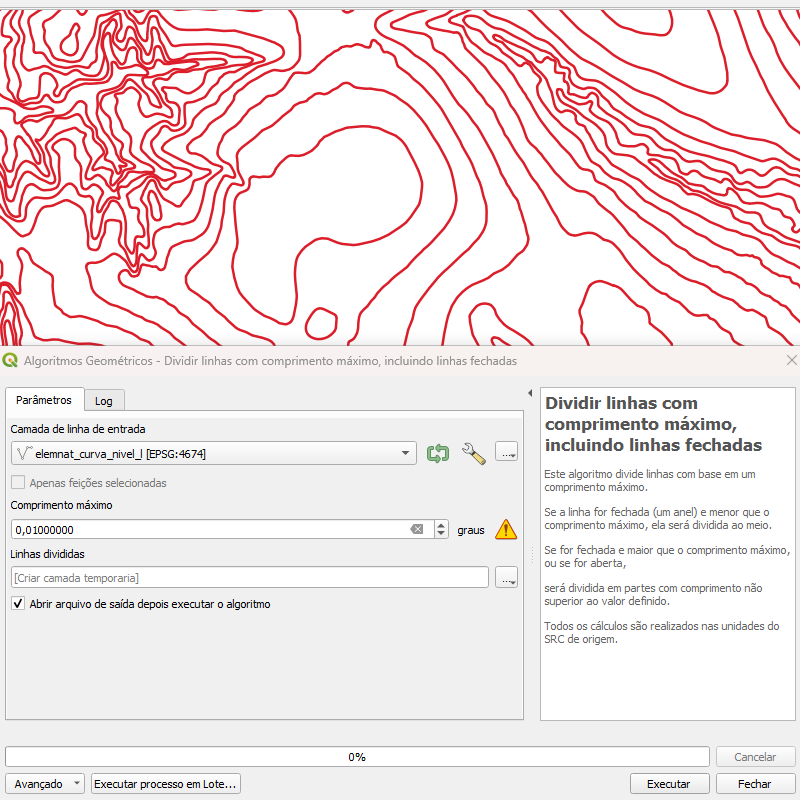 Algoritmos Geométricos - Dividir linhas com comprimento máximo, incluindo linhas fechadas
Parâmetros
Log
Camada de linha de entrada
elemnat_curva_nivel_l [EPSG:4674]
...
Apenas feições selecionadas
Comprimento máximo
0,01000000
graus
Linhas divididas
[Criar camada temporaria]
...
Abrir arquivo de saída depois executar o algoritmo
Dividir linhas com
comprimento máximo,
incluindo linhas fechadas
Este algoritmo divide linhas com base em um
comprimento máximo.
Se a linha for fechada (um anel) e menor que o
comprimento máximo, ela será dividida ao meio.
Se for fechada e maior que o comprimento máximo,
ou se for aberta,
será dividida em partes com comprimento não
superior ao valor definido.
Todos os cálculos são realizados nas unidades do
SRC de origem.
0%
Cancelar
Avançado
Executar processo em Lote...
Executar
Fechar